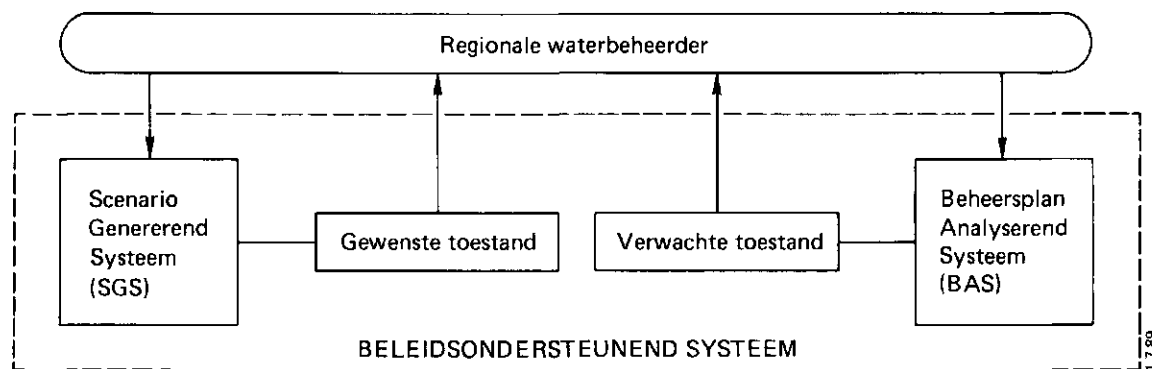 Regionale waterbeheerder
Scenario
Genererend
Systeem
(SGS)
Gewenste toestand
Verwachte toestand
Beheersplan
Analyserend
Systeem
(BAS)
BELEIDSONDERSTEUNEND SYSTEEM